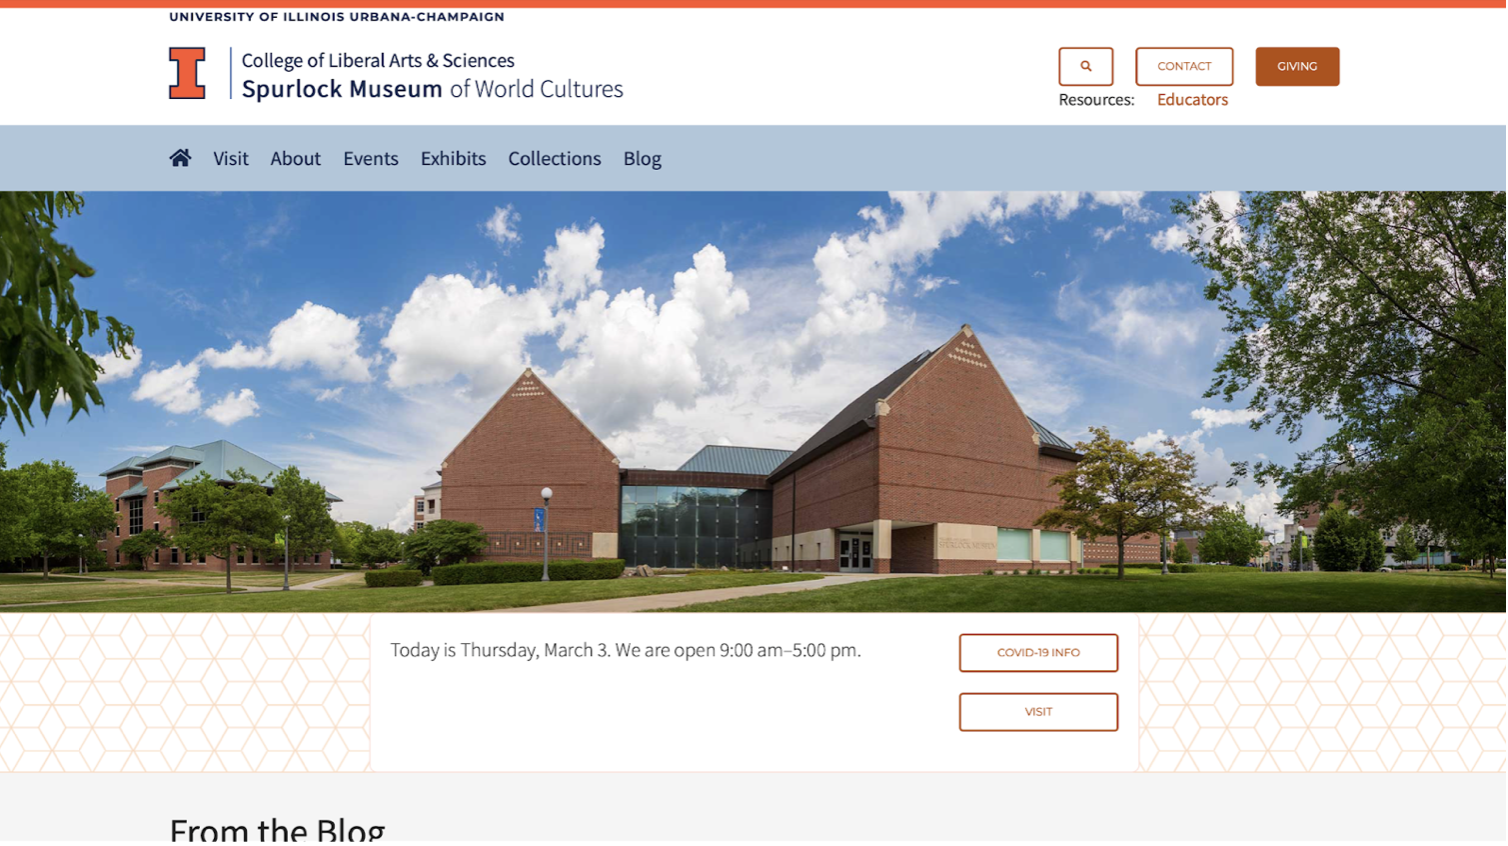 UNIVERSITY OF ILLINOIS URBANA-CHAMPAIGN
College of Liberal Arts & Sciences
Spurlock Museum of World Cultures
CONTACT
GIVING
Resources: Educators
Visit About Events Exhibits Collections Blog
SPURLOCK MUSEUM
Today is Thursday, March 3. We are open 9:00 am–5:00 pm.
COVID-19 INFO
VISIT
From the Blog